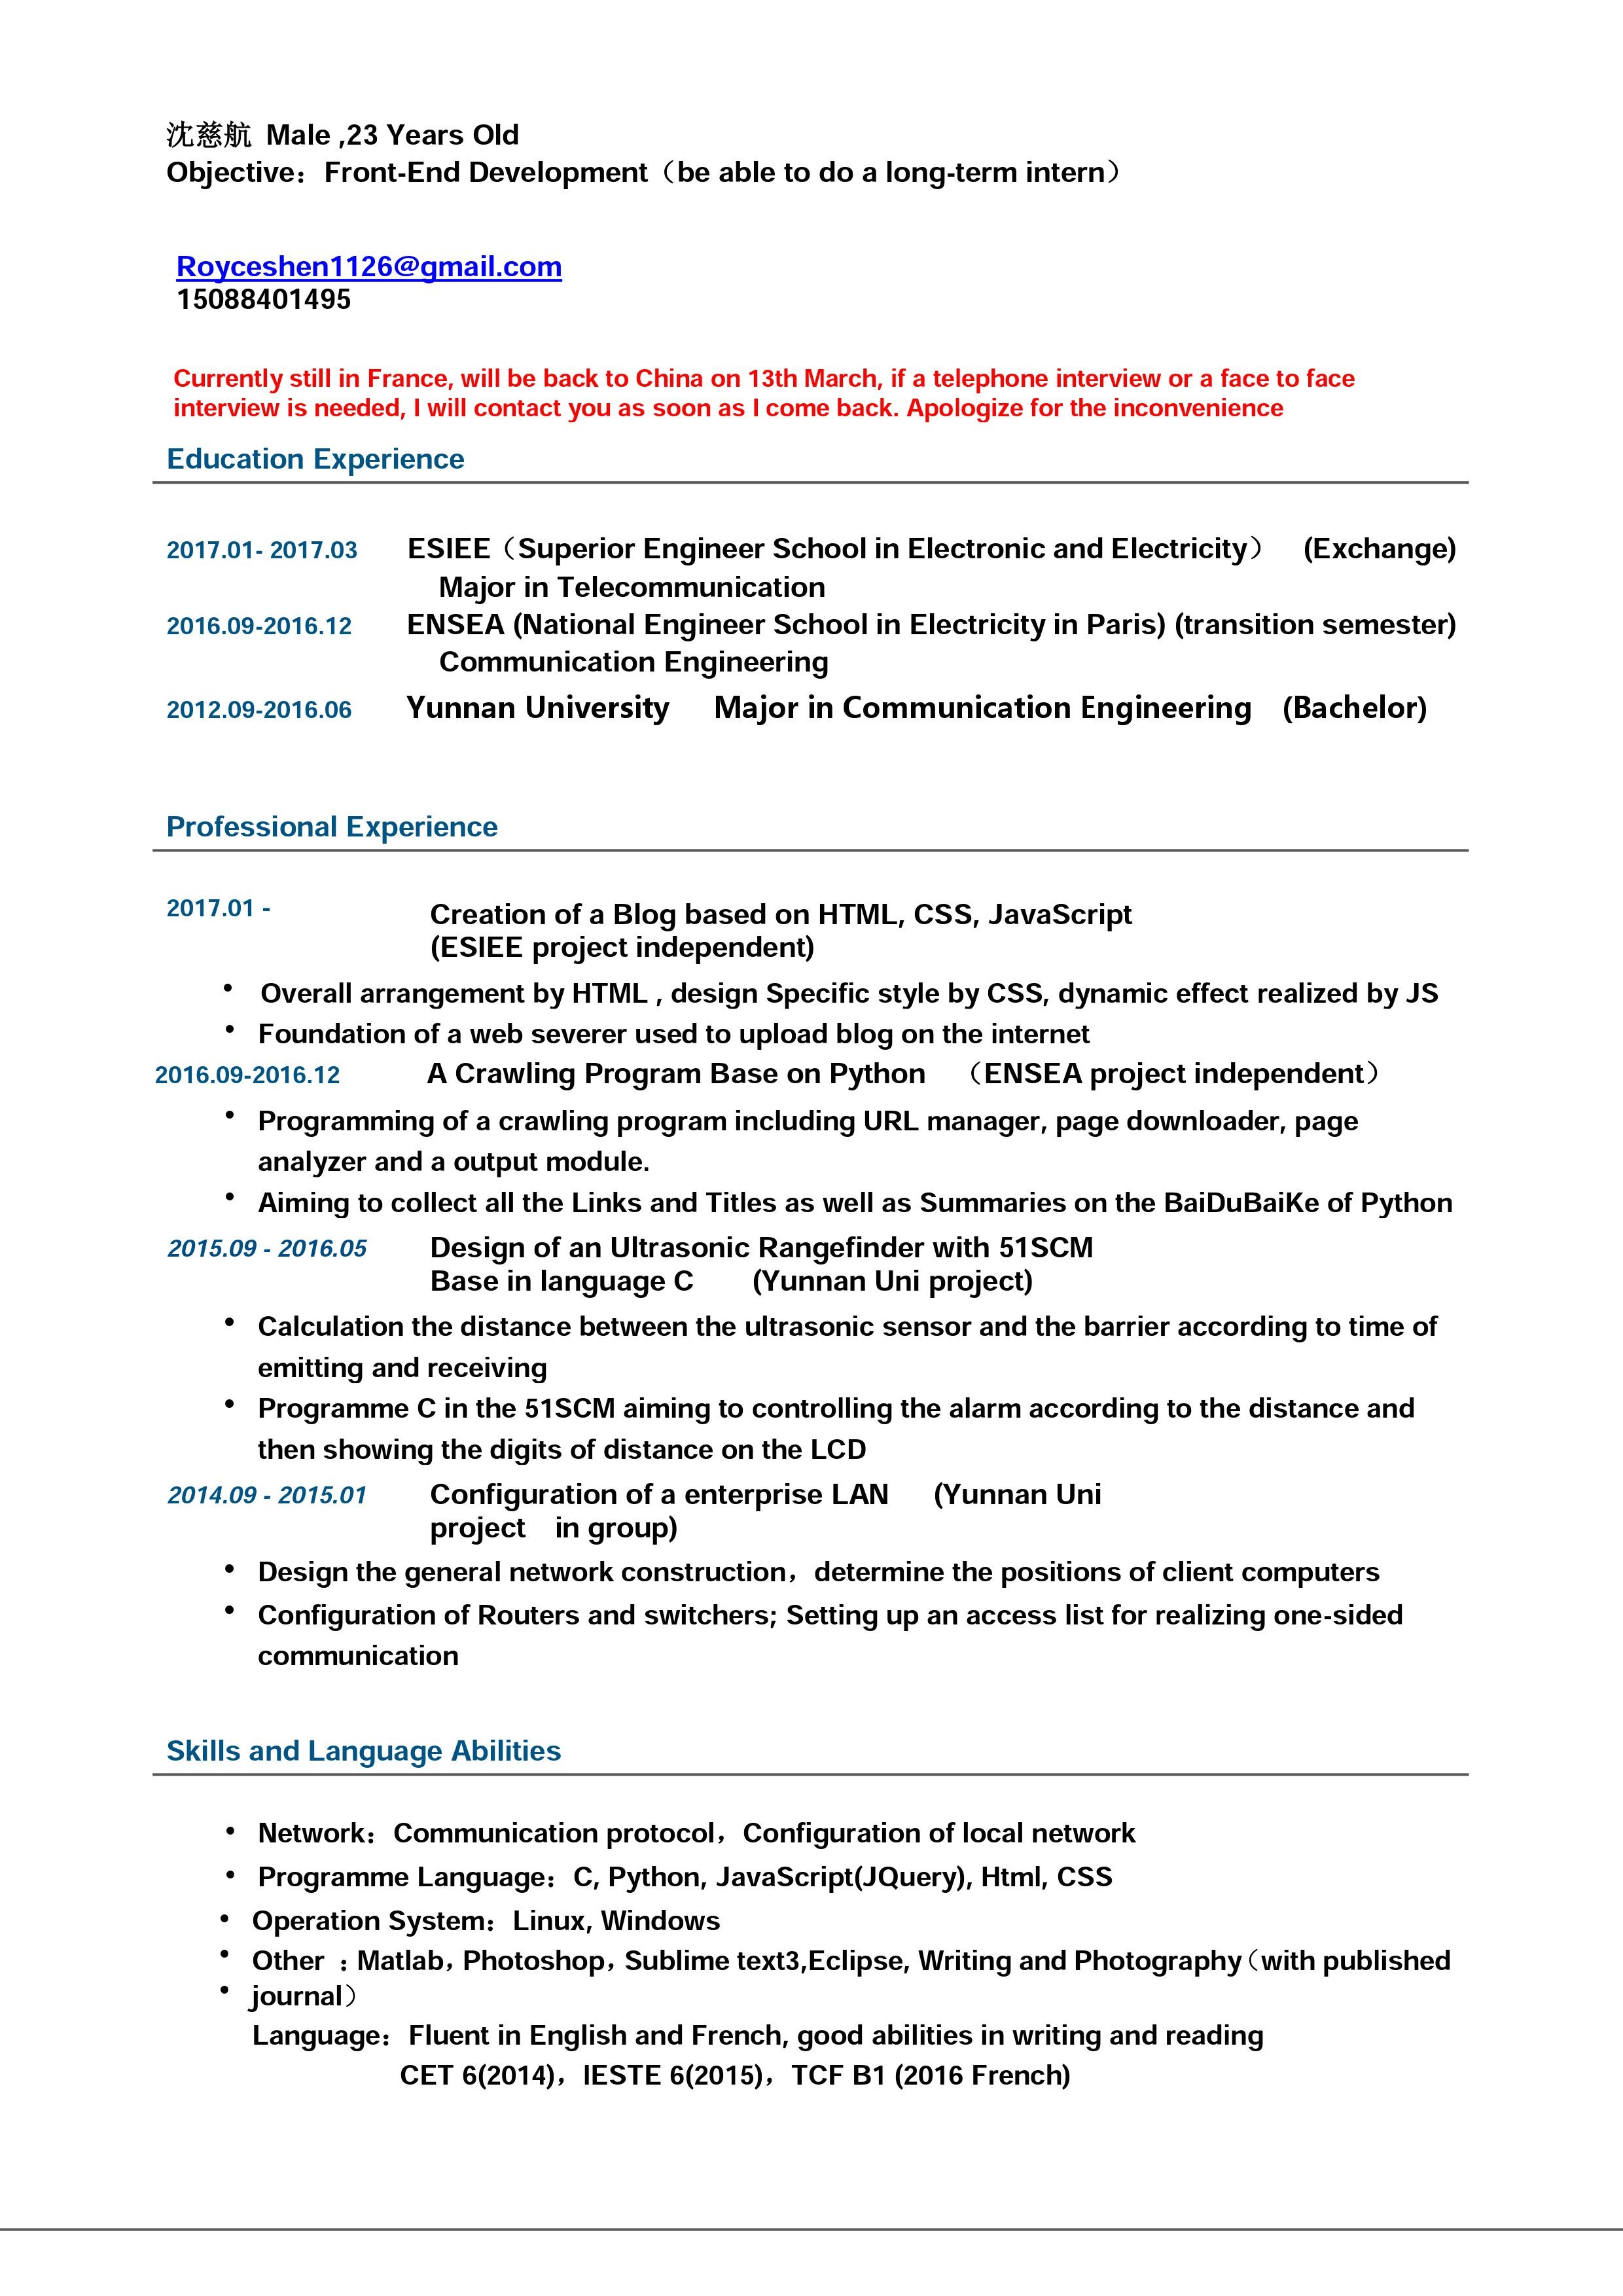 沈慈航 Male ,23 Years Old
Objective：Front-End Development（be able to do a long-term intern）
Royceshen1126@gmail.com
15088401495
Currently still in France, will be back to China on 13th March, if a telephone interview or a face to face
interview is needed, I will contact you as soon as I come back. Apologize for the inconvenience
Education Experience
2017.01- 2017.03 ESIEE（Superior Engineer School in Electronic and Electricity） (Exchange)
Major in Telecommunication
2016.09-2016.12 ENSEA (National Engineer School in Electricity in Paris) (transition semester)
Communication Engineering
2012.09-2016.06 Yunnan University Major in Communication Engineering (Bachelor)
Professional Experience
2017.01 - Creation of a Blog based on HTML, CSS, JavaScript
(ESIEE project independent)
• Overall arrangement by HTML , design Specific style by CSS, dynamic effect realized by JS
• Foundation of a web severer used to upload blog on the internet
2016.09-2016.12 A Crawling Program Base on Python （ENSEA project independent）
• Programming of a crawling program including URL manager, page downloader, page
analyzer and a output module.
• Aiming to collect all the Links and Titles as well as Summaries on the BaiDuBaiKe of Python
2015.09 - 2016.05 Design of an Ultrasonic Rangefinder with 51SCM
Base in language C (Yunnan Uni project)
• Calculation the distance between the ultrasonic sensor and the barrier according to time of
emitting and receiving
• Programme C in the 51SCM aiming to controlling the alarm according to the distance and
then showing the digits of distance on the LCD
2014.09 - 2015.01 Configuration of a enterprise LAN (Yunnan Uni
project in group)
• Design the general network construction，determine the positions of client computers
• Configuration of Routers and switchers; Setting up an access list for realizing one-sided
communication
Skills and Language Abilities
• Network：Communication protocol，Configuration of local network
• Programme Language：C, Python, JavaScript(JQuery), Html, CSS
• Operation System：Linux, Windows
• Other ：Matlab，Photoshop，Sublime text3,Eclipse, Writing and Photography（with published
• journal）
Language：Fluent in English and French, good abilities in writing and reading
CET 6(2014)，IESTE 6(2015)，TCF B1 (2016 French)